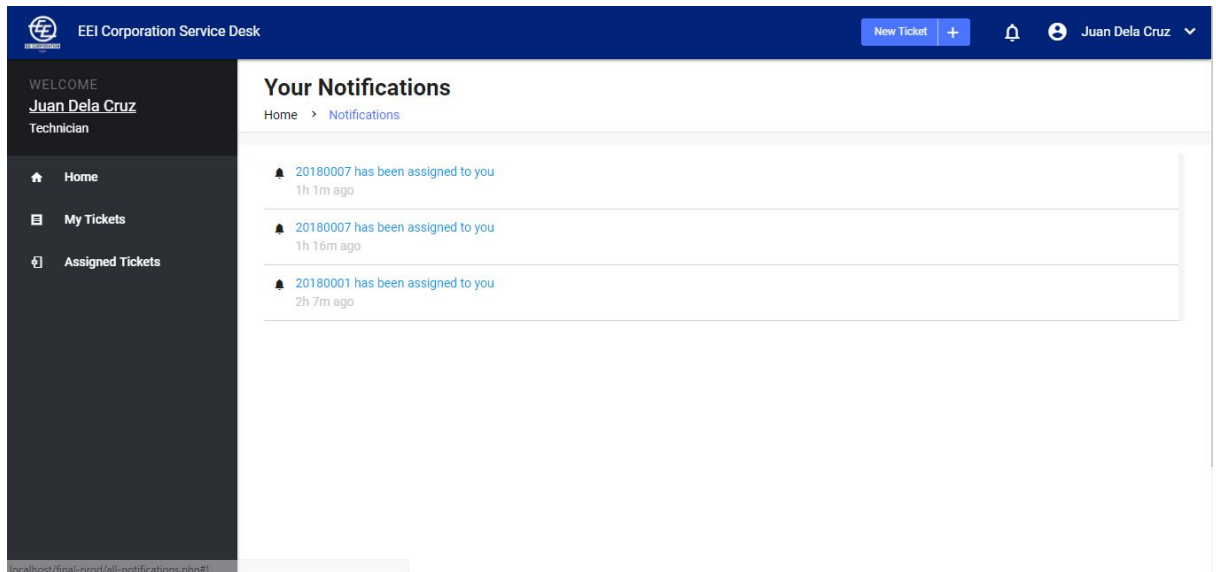 EEI Corporation Service Desk
New Ticket +
Juan Dela Cruz
WELCOME
Juan Dela Cruz
Technician
Home
My Tickets
Assigned Tickets
Your Notifications
Home > Notifications
20180007 has been assigned to you
1h 1m ago
20180007 has been assigned to you
1h 16m ago
20180001 has been assigned to you
2h 7m ago
localhost/final-prod/all-notifications.php#!